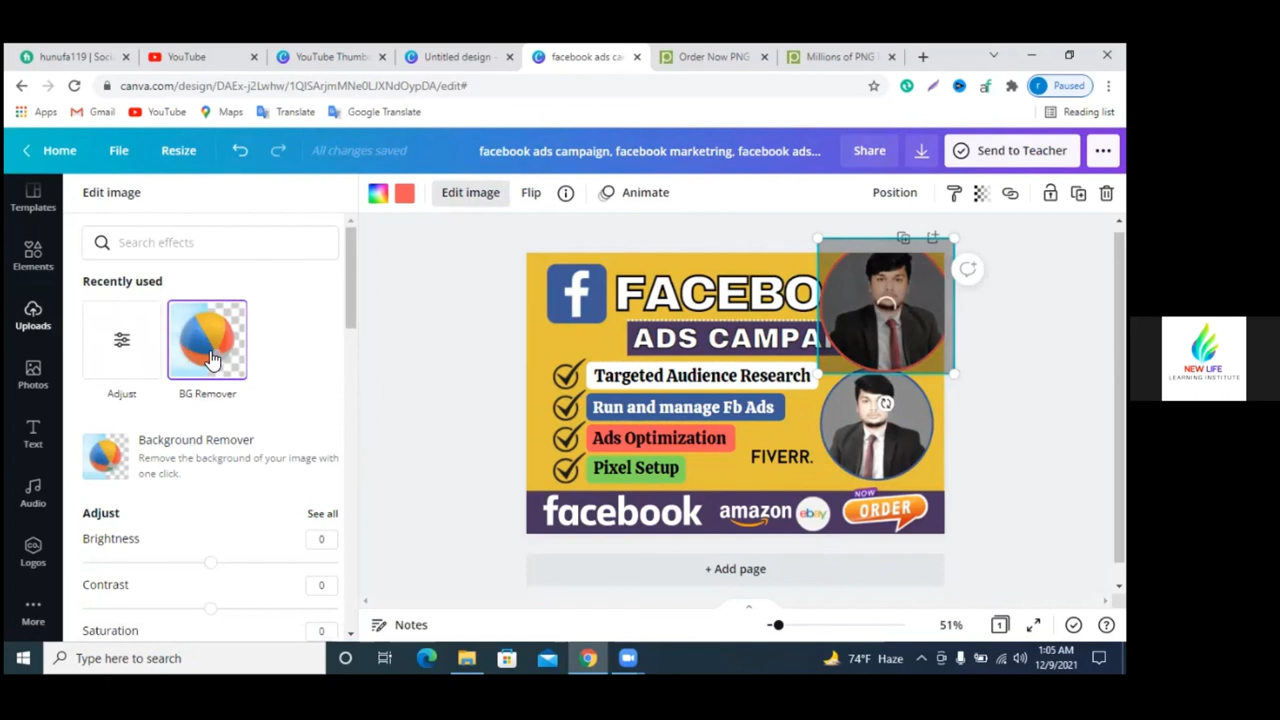 hunufa119 | Soci
YouTube
YouTube Thumb
Untitled design -
facebook ads ca
Order Now PNG
Millions of PNG
canva.com/design/DAEx-j2Lwhw/1QISArjmMNe0LJXNdOypDA/edit#
Paused
Apps
Gmail
YouTube
Maps
Translate
Google Translate
Reading list
Home
File
Resize
All changes saved
facebook ads campaign, facebook marketring, facebook ads...
Share
Send to Teacher
Templates
Elements
Uploads
Photos
Text
Audio
Logos
More
Edit image
Search effects
Recently used
Adjust
BG Remover
Background Remover
Remove the background of your image with
one click.
Adjust
See all
Brightness
0
Contrast
0
Saturation
0
Edit image
Flip
Animate
Position
f FACEBO
ADS CAMPA
Targeted Audience Research
Run and manage Fb Ads
Ads Optimization
Pixel Setup
FIVERR.
facebook
amazon
ebay
NOW
ORDER
+ Add page
Notes
51%
1
Type here to search
74°F Haze
1:05 AM
12/9/2021
NEW LIFE
LEARNING INSTITUTE